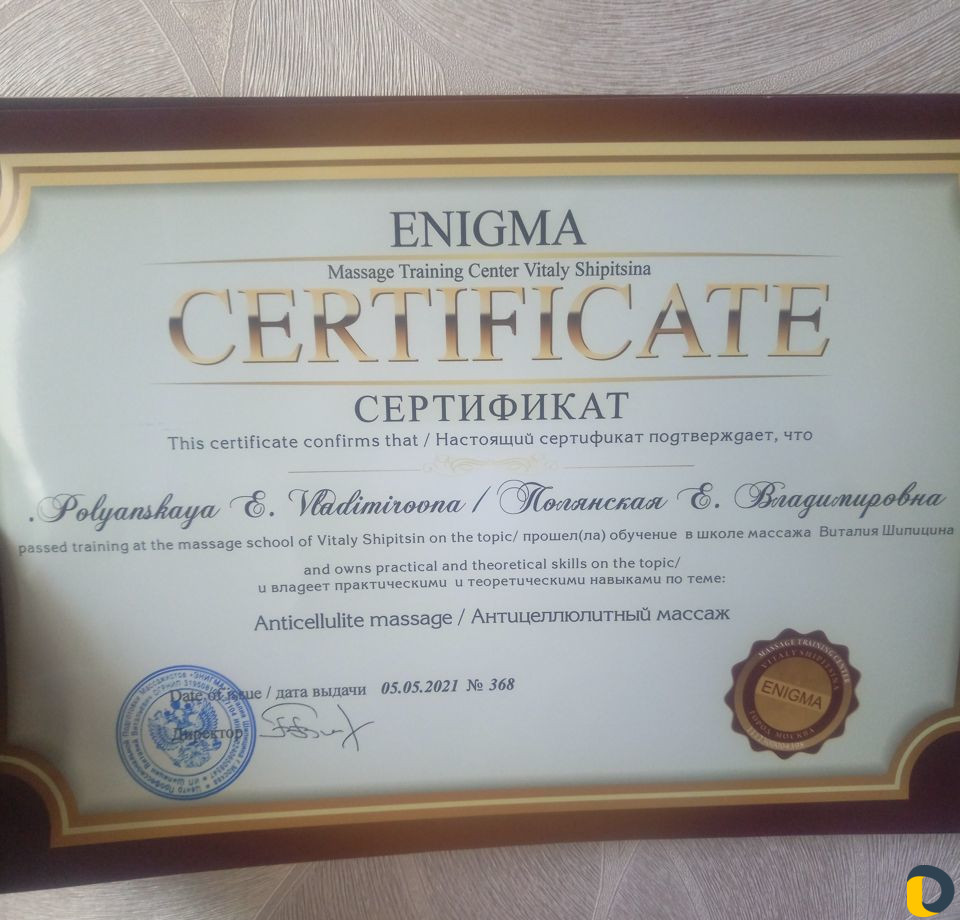 ENIGMA
Massage Training Center Vitaly Shipitsina
CERTIFICATE
СЕРТИФИКАТ
This certificate confirms that / Настоящий сертификат подтверждает, что
.Polyanskaya E. Vladimirovna / Полянская Е. Владимировна
passed training at the massage school of Vitaly Shipitsin on the topic/ прошел(ла) обучение в школе массажа Виталия Шипицина
and owns practical and theoretical skills on the topic/
и владеет практическими и теоретическими навыками по теме:
Anticellulite massage / Антицеллюлитный массаж
Date of issue / дата выдачи 05.05.2021 № 368
Директор
MASSAGE TRAINING CENTER
VITALY SHIPITSINA
ENIGMA
ГОРОД МОСКВА